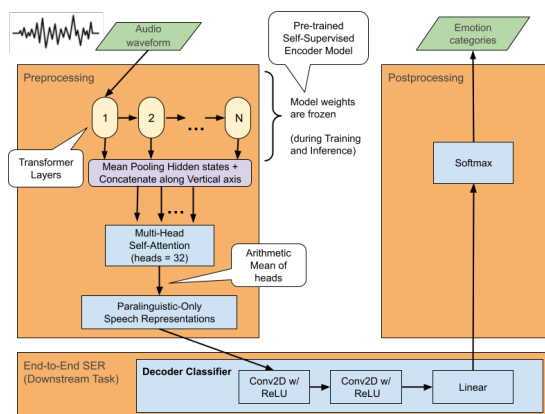 Audio
waveform
Pre-trained
Self-Supervised
Encoder Model
Emotion
categories
Preprocessing
1
2
...
N
Model weights
are frozen
(during Training
and Inference)
Transformer
Layers
Mean Pooling Hidden states +
Concatenate along Vertical axis
...
Multi-Head
Self-Attention
(heads = 32)
Arithmetic
Mean of
heads
Paralinguistic-Only
Speech Representations
Postprocessing
Softmax
End-to-End SER
(Downstream Task)
Decoder Classifier
Conv2D w/
ReLU
Conv2D w/
ReLU
Linear